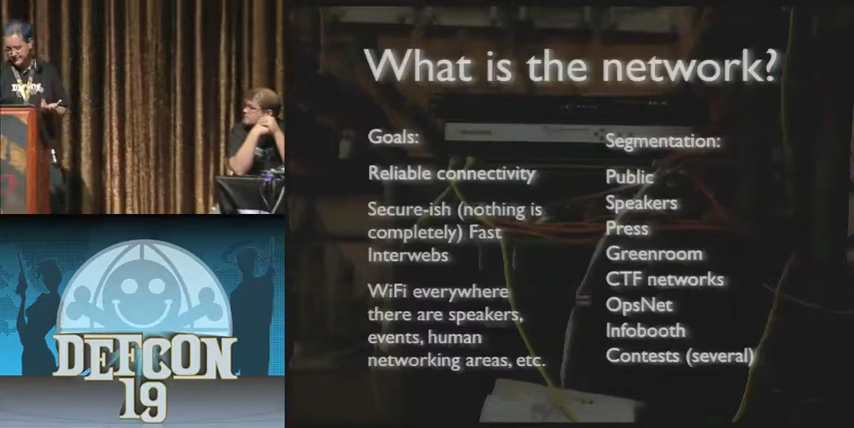 What is the network?
Goals:
Reliable connectivity
Secure-ish (nothing is
completely) Fast
Interwebs
WiFi everywhere
there are speakers,
events, human
networking areas, etc.
Segmentation:
Public
Speakers
Press
Greenroom
CTF networks
OpsNet
Infobooth
Contests (several)
DEFCON
19